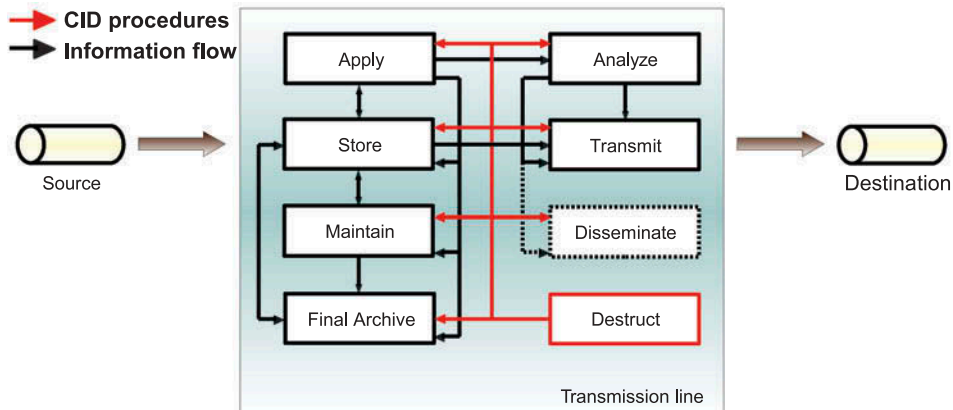 CID procedures
Information flow
Apply
Analyze
Store
Transmit
Source
Destination
Maintain
Disseminate
Final Archive
Destruct
Transmission line